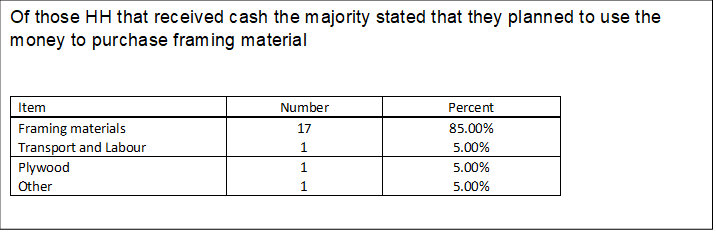 Of those HH that received cash the majority stated that they planned to use the
money to purchase framing material
Item Number Percent
Framing materials 17 85.00%
Transport and Labour 1 5.00%
Plywood 1 5.00%
Other 1 5.00%